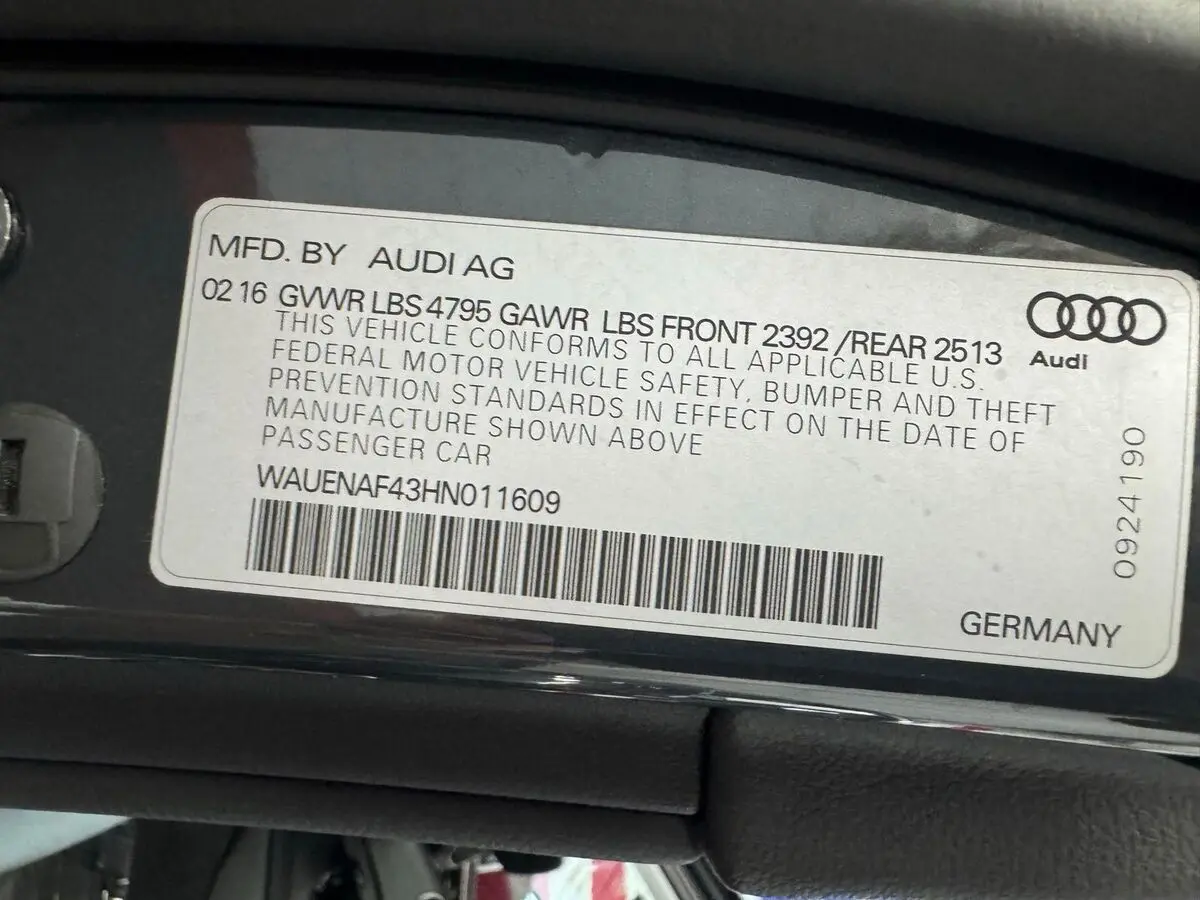 MFD. BY AUDI AG
02 16 GVWR LBS 4795 GAWR LBS FRONT 2392 /REAR 2513
THIS VEHICLE CONFORMS TO ALL APPLICABLE U.S.
FEDERAL MOTOR VEHICLE SAFETY, BUMPER AND THEFT
PREVENTION STANDARDS IN EFFECT ON THE DATE OF
MANUFACTURE SHOWN ABOVE
PASSENGER CAR
WAUENAF43HN011609
Audi
0924190
GERMANY